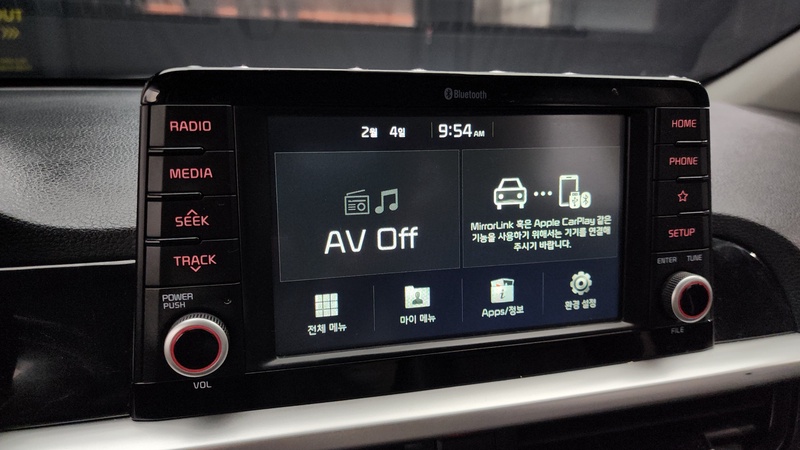 OUT
Bluetooth
RADIO
MEDIA
SEEK
TRACK
POWER
PUSH
VOL
2월 4일 9:54 AM
AV Off
MirrorLink 혹은 Apple CarPlay 같은
기능을 사용하기 위해서는 기기를 연결해
주시기 바랍니다.
전체 메뉴
마이 메뉴
Apps/정보
환경 설정
HOME
PHONE
SETUP
ENTER TUNE
FILE